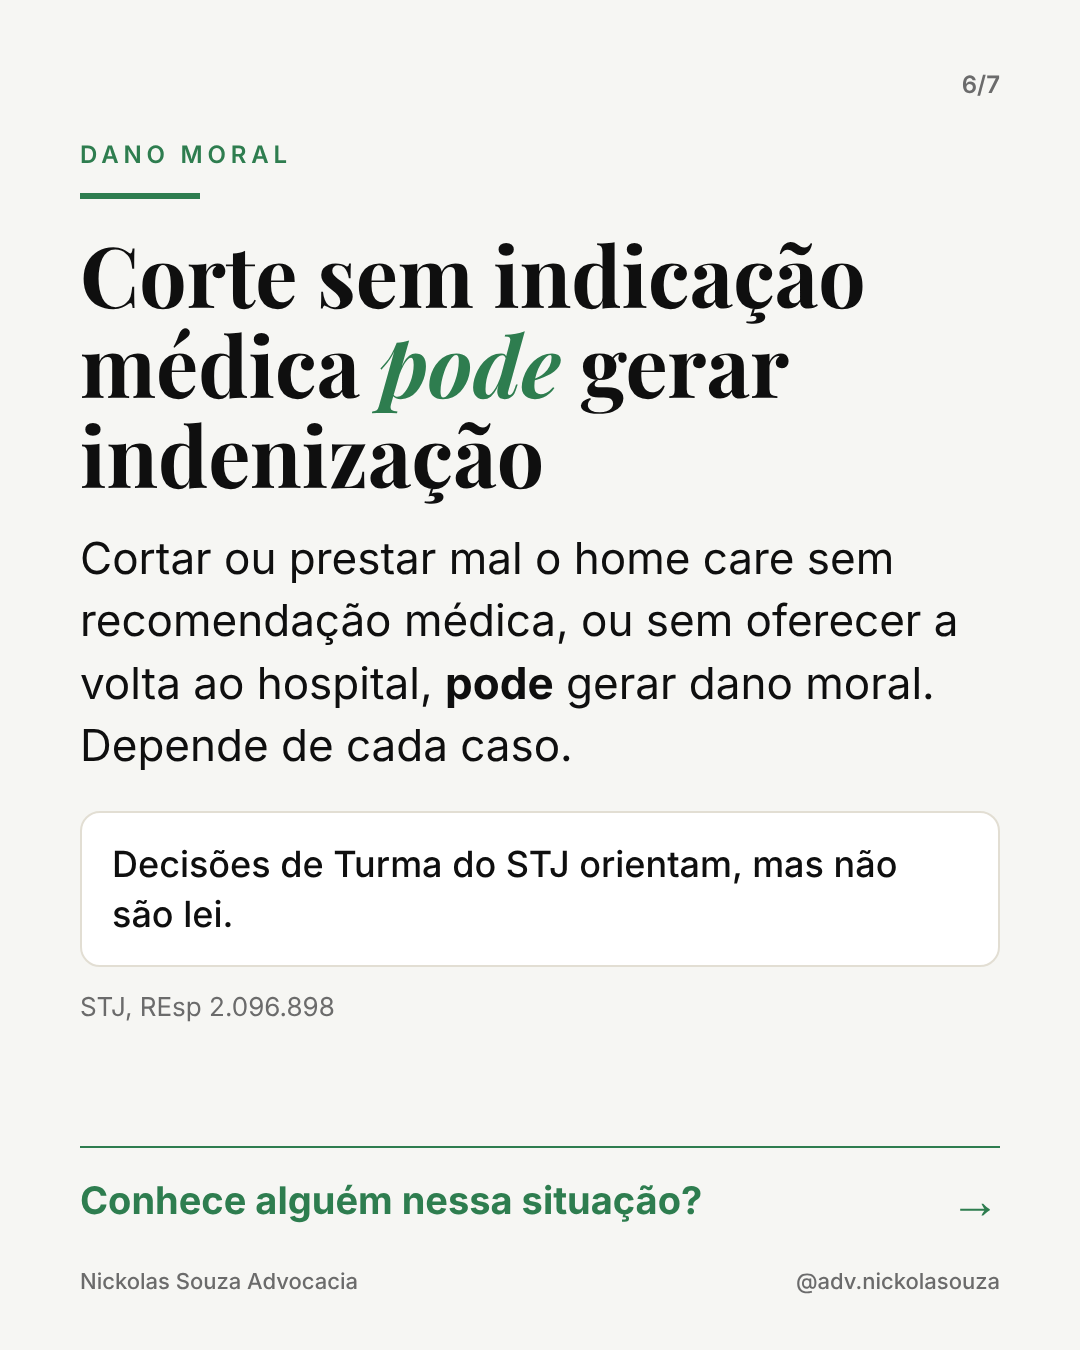 6/7
DANO MORAL
Corte sem indicação
médica pode gerar
indenização
Cortar ou prestar mal o home care sem
recomendação médica, ou sem oferecer a
volta ao hospital, pode gerar dano moral.
Depende de cada caso.
Decisões de Turma do STJ orientam, mas não
são lei.
STJ, REsp 2.096.898
Conhece alguém nessa situação? →
Nickolas Souza Advocacia @adv.nickolasouza